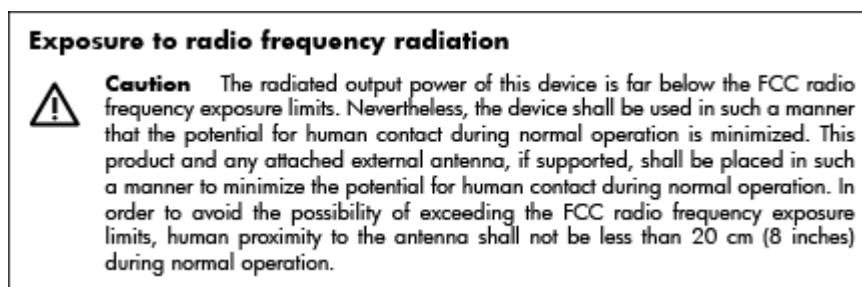 Exposure to radio frequency radiation
Caution The radiated output power of this device is far below the FCC radio
frequency exposure limits. Nevertheless, the device shall be used in such a manner
that the potential for human contact during normal operation is minimized. This
product and any attached external antenna, if supported, shall be placed in such
a manner to minimize the potential for human contact during normal operation. In
order to avoid the possibility of exceeding the FCC radio frequency exposure
limits, human proximity to the antenna shall not be less than 20 cm (8 inches)
during normal operation.